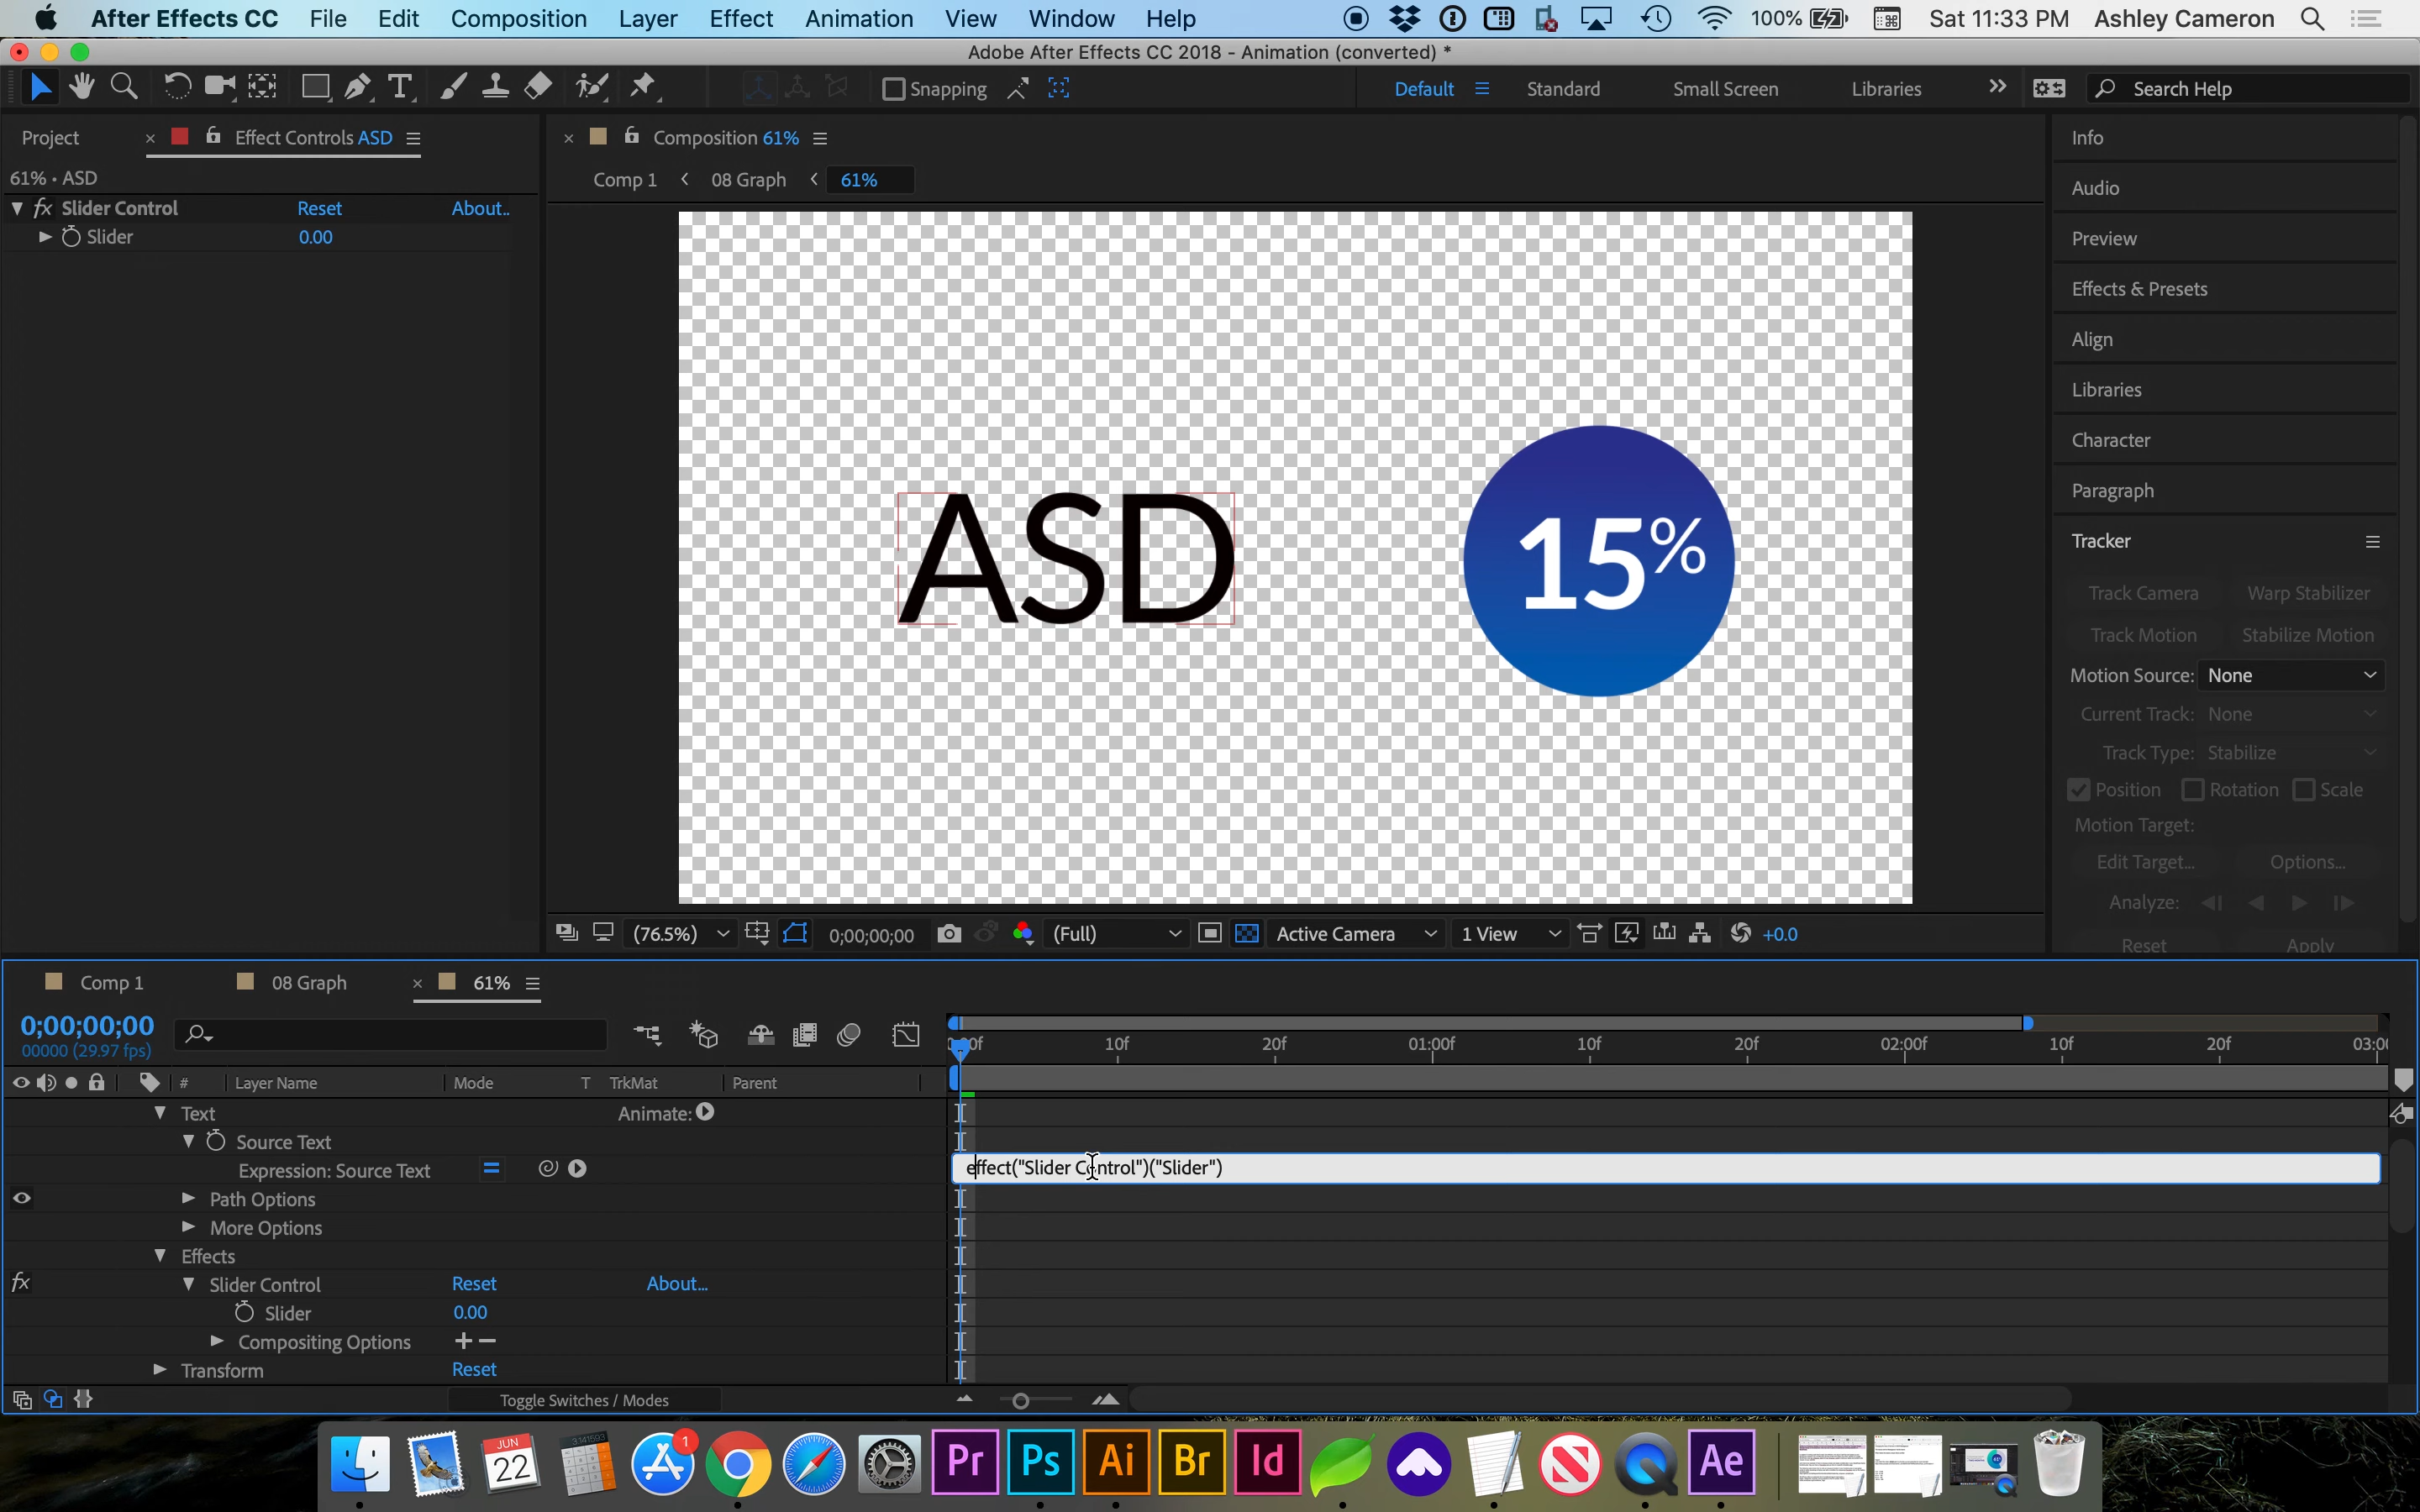 After Effects CC File Edit Composition Layer Effect Animation View Window Help 100% Sat 11:33 PM Ashley Cameron
Adobe After Effects CC 2018 - Animation (converted) *
Snapping Default Standard Small Screen Libraries Search Help
Project Effect Controls ASD
61% • ASD
fx Slider Control Reset About..
Slider 0.00
Composition 61%
Comp 1 08 Graph 61%
ASD
15%
(76.5%) 0;00;00;00 (Full) Active Camera 1 View +0.0
Info
Audio
Preview
Effects & Presets
Align
Libraries
Character
Paragraph
Tracker
Track Camera Warp Stabilizer
Track Motion Stabilize Motion
Motion Source: None
Current Track: None
Track Type: Stabilize
Position Rotation Scale
Motion Target:
Edit Target... Options...
Analyze:
Reset Apply
Comp 1 08 Graph 61%
0;00;00;00
00000 (29.97 fps)
10f 20f 01:00f 10f 20f 02:00f 10f 20f
# Layer Name Mode T TrkMat Parent
Text Animate:
Source Text
Expression: Source Text effect("Slider Control")("Slider")
Path Options
More Options
Effects
fx Slider Control Reset About...
Slider 0.00
Compositing Options
Transform Reset
Toggle Switches / Modes
JUN
22
3.141593
1
Pr Ps Ai Br Id Ae